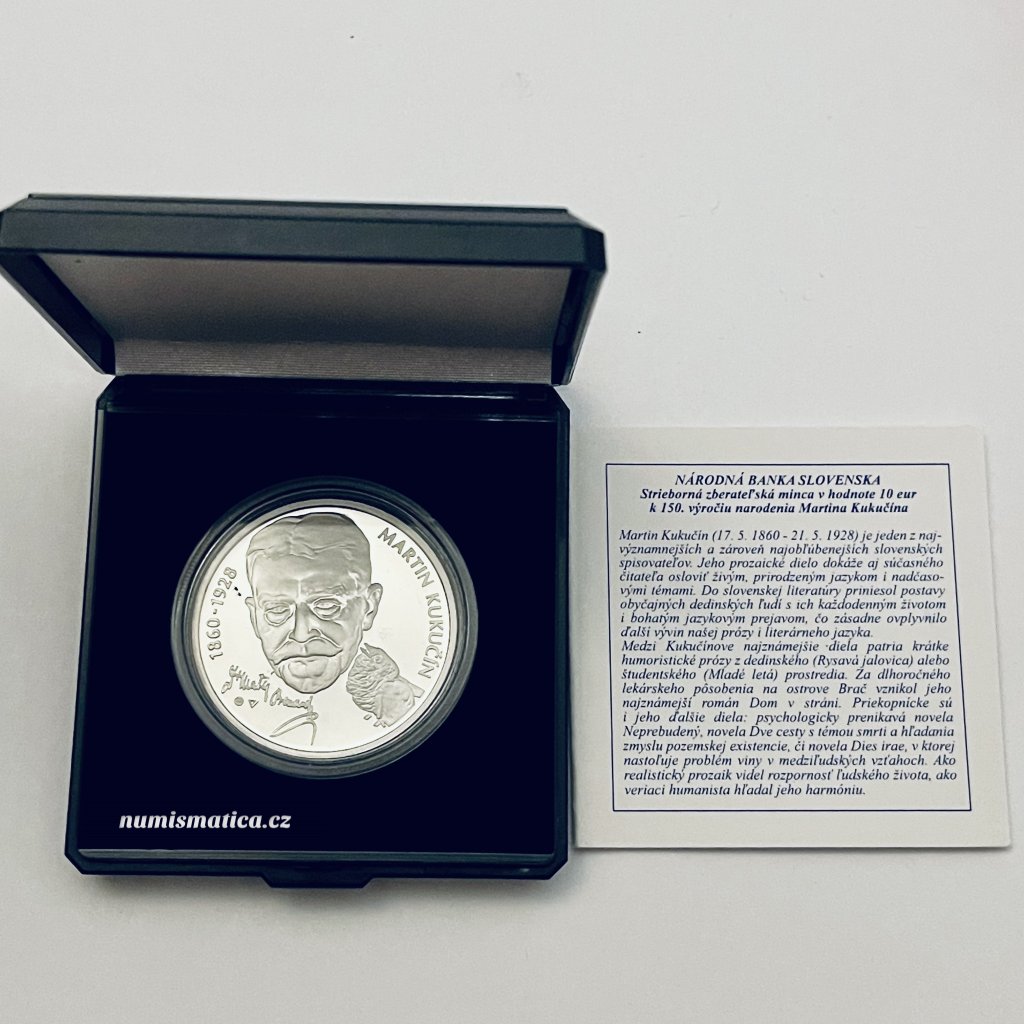 1860-1928
MARTIN KUKUČÍN
numismatica.cz
NÁRODNÁ BANKA SLOVENSKA
Strieborná zberateľská minca v hodnote 10 eur
k 150. výročiu narodenia Martina Kukučína
Martin Kukučín (17. 5. 1860 - 21. 5. 1928) je jeden z naj-
významnejších a zároveň najobľúbenejších slovenských
spisovateľov. Jeho prozaické dielo dokáže aj súčasného
čitateľa osloviť živým, prirodzeným jazykom i nadčaso-
vými témami. Do slovenskej literatúry priniesol postavy
obyčajných dedinských ľudí s ich každodenným životom
i bohatým jazykovým prejavom, čo zásadne ovplyvnilo
ďalší vývin našej prózy i literárneho jazyka.
Medzi Kukučínove najznámejšie diela patria krátke
humoristické prózy z dedinského (Rysavá jalovica) alebo
študentského (Mladé letá) prostredia. Za dlhoročného
lekárskeho pôsobenia na ostrove Brač vznikol jeho
najznámejší román Dom v stráni. Priekopnícke sú
i jeho ďalšie diela: psychologicky prenikavá novela
Neprebudený, novela Dve cesty s témou smrti a hľadania
zmyslu pozemskej existencie, či novela Dies irae, v ktorej
nastoľuje problém viny v medziľudských vzťahoch. Ako
realistický prozaik videl rozpornosť ľudského života, ako
veriaci humanista hľadal jeho harmóniu.